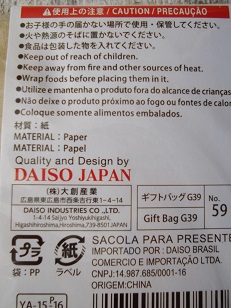 ⚠使用上の注意 / CAUTION / PRECAUÇÃO
●お子様の手の届かない場所で使用・保管してください。
●火や熱源のそばに置かないでください。
●食品は包装した物を入れてください。
●Keep out of reach of children.
●Keep away from fire and other sources of heat.
●Wrap foods before placing them in it.
●Utilize e mantenha o produto fora do alcance de crianças
●Não deixe o produto próximo ao fogo ou fontes de calor
●Coloque somente alimentos embalados.
材質：紙
MATERIAL : Paper
MATERIAL : Papel
Quality and Design by
DAISO JAPAN
(株)大創産業
広島県東広島市西条吉行東1-4-14
DAISO INDUSTRIES CO.,LTD.
1-4-14 Saijyo Yoshiyukihigashi,
Higashihiroshima,Hiroshima,JAPAN
ギフトバッグG39
Gift Bag G39
No.
59
紙
袋：PP
ラベル
SACOLA PARA PRESENTE
IMPORTADO POR : DAISO BRASIL
COMÉRCIO E IMPORTAÇÃO LTDA.
CNPJ:14.987.685/0001-16
ORIGEM: CHINA
YA-15 P16